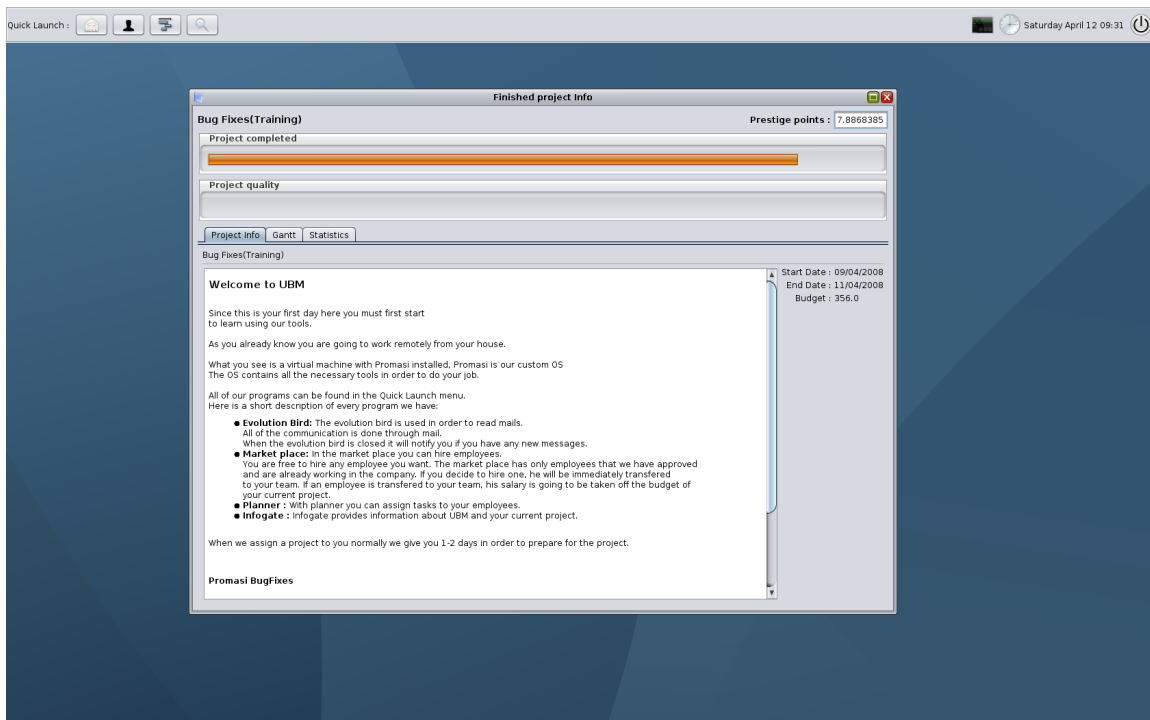 Quick Launch :
Saturday April 12 09:31
Finished project Info
Bug Fixes(Training)
Prestige points : 7.8868385
Project completed
Project quality
Project Info
Gantt
Statistics
Bug Fixes(Training)
Start Date : 09/04/2008
End Date : 11/04/2008
Budget : 356.0
Welcome to UBM
Since this is your first day here you must first start
to learn using our tools.
As you already know you are going to work remotely from your house.
What you see is a virtual machine with Promasi installed, Promasi is our custom OS
The OS contains all the necessary tools in order to do your job.
All of our programs can be found in the Quick Launch menu.
Here is a short description of every program we have:
● Evolution Bird: The evolution bird is used in order to read mails.
All of the communication is done through mail.
When the evolution bird is closed it will notify you if you have any new messages.
● Market place: In the market place you can hire employees.
You are free to hire any employee you want. The market place has only employees that we have approved
and are already working in the company. If you decide to hire one, he will be immediately transfered
to your team. If an employee is transfered to your team, his salary is going to be taken off the budget of
your current project.
● Planner : With planner you can assign tasks to your employees.
● Infogate : Infogate provides information about UBM and your current project.
When we assign a project to you normally we give you 1-2 days in order to prepare for the project.
Promasi BugFixes